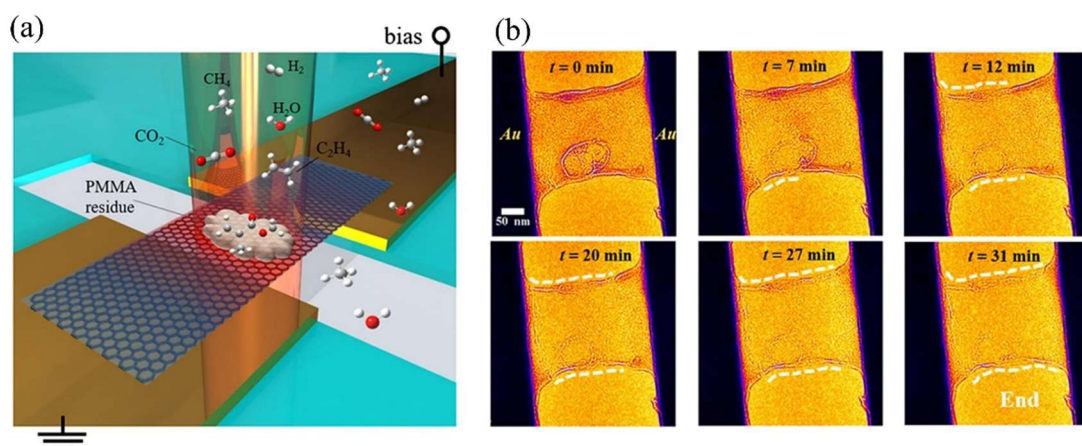 (a)
bias
CH₄
H₂
H₂O
CO₂
C₂H₄
PMMA
residue
(b)
t = 0 min
t = 7 min
t = 12 min
Au
Au
50 nm
t = 20 min
t = 27 min
t = 31 min
End